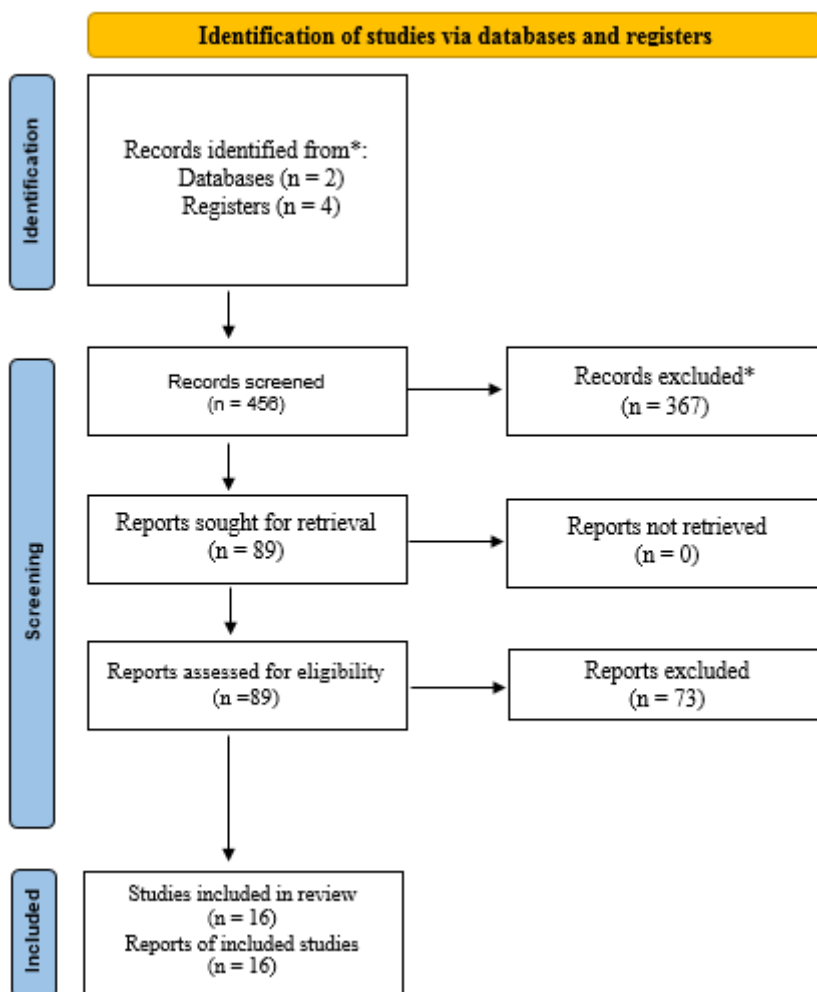 Identification of studies via databases and registers
Identification
Records identified from*:
Databases (n = 2)
Registers (n = 4)
Screening
Records screened
(n = 456)
Records excluded*
(n = 367)
Reports sought for retrieval
(n = 89)
Reports not retrieved
(n = 0)
Reports assessed for eligibility
(n =89)
Reports excluded
(n = 73)
Included
Studies included in review
(n = 16)
Reports of included studies
(n = 16)